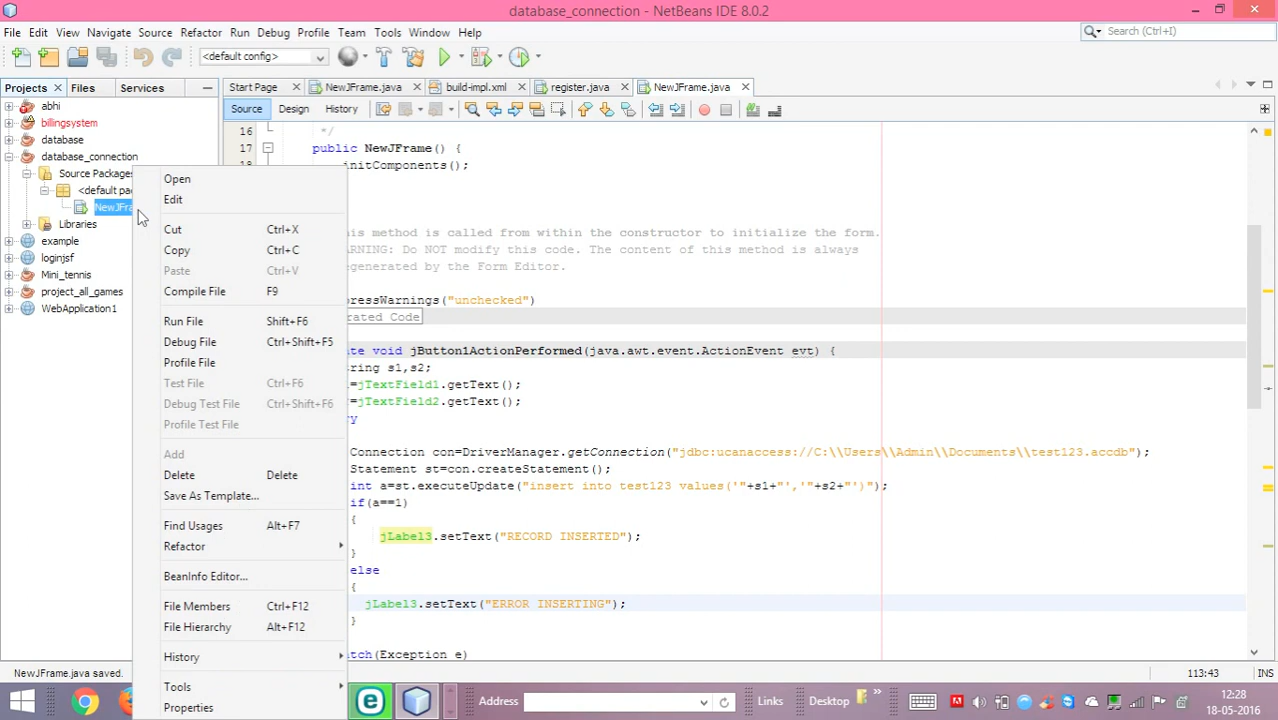 database_connection - NetBeans IDE 8.0.2
File Edit View Navigate Source Refactor Run Debug Profile Team Tools Window Help
Search (Ctrl+I)
<default config>
Projects Files Services
Start Page NewJFrame.java build-impl.xml register.java NewJFrame.java
Source Design History
abhi
billingsystem
database
database_connection
Source Packages
<default pac
NewJFra
Libraries
example
loginjsf
Mini_tennis
project_all_games
WebApplication1
Open
Edit
Cut Ctrl+X
Copy Ctrl+C
Paste Ctrl+V
Compile File F9
Run File Shift+F6
Debug File Ctrl+Shift+F5
Profile File
Test File Ctrl+F6
Debug Test File Ctrl+Shift+F6
Profile Test File
Add
Delete Delete
Save As Template...
Find Usages Alt+F7
Refactor
BeanInfo Editor...
File Members Ctrl+F12
File Hierarchy Alt+F12
History
Tools
Properties
16 */
17 public NewJFrame() {
initComponents();
his method is called from within the constructor to initialize the form.
ARNING: Do NOT modify this code. The content of this method is always
egenerated by the Form Editor.
pressWarnings("unchecked")
rated Code
te void jButton1ActionPerformed(java.awt.event.ActionEvent evt) {
ring s1,s2;
=jTextField1.getText();
=jTextField2.getText();
ry
Connection con=DriverManager.getConnection("jdbc:ucanaccess://C:\\Users\\Admin\\Documents\\test123.accdb");
Statement st=con.createStatement();
int a=st.executeUpdate("insert into test123 values('"+s1+"','"+s2+"')");
if(a==1)
{
jLabel3.setText("RECORD INSERTED");
}
else
{
jLabel3.setText("ERROR INSERTING");
}
tch(Exception e)
NewJFrame.java saved.
113:43 INS
Address Links Desktop
12:28
18-05-2016